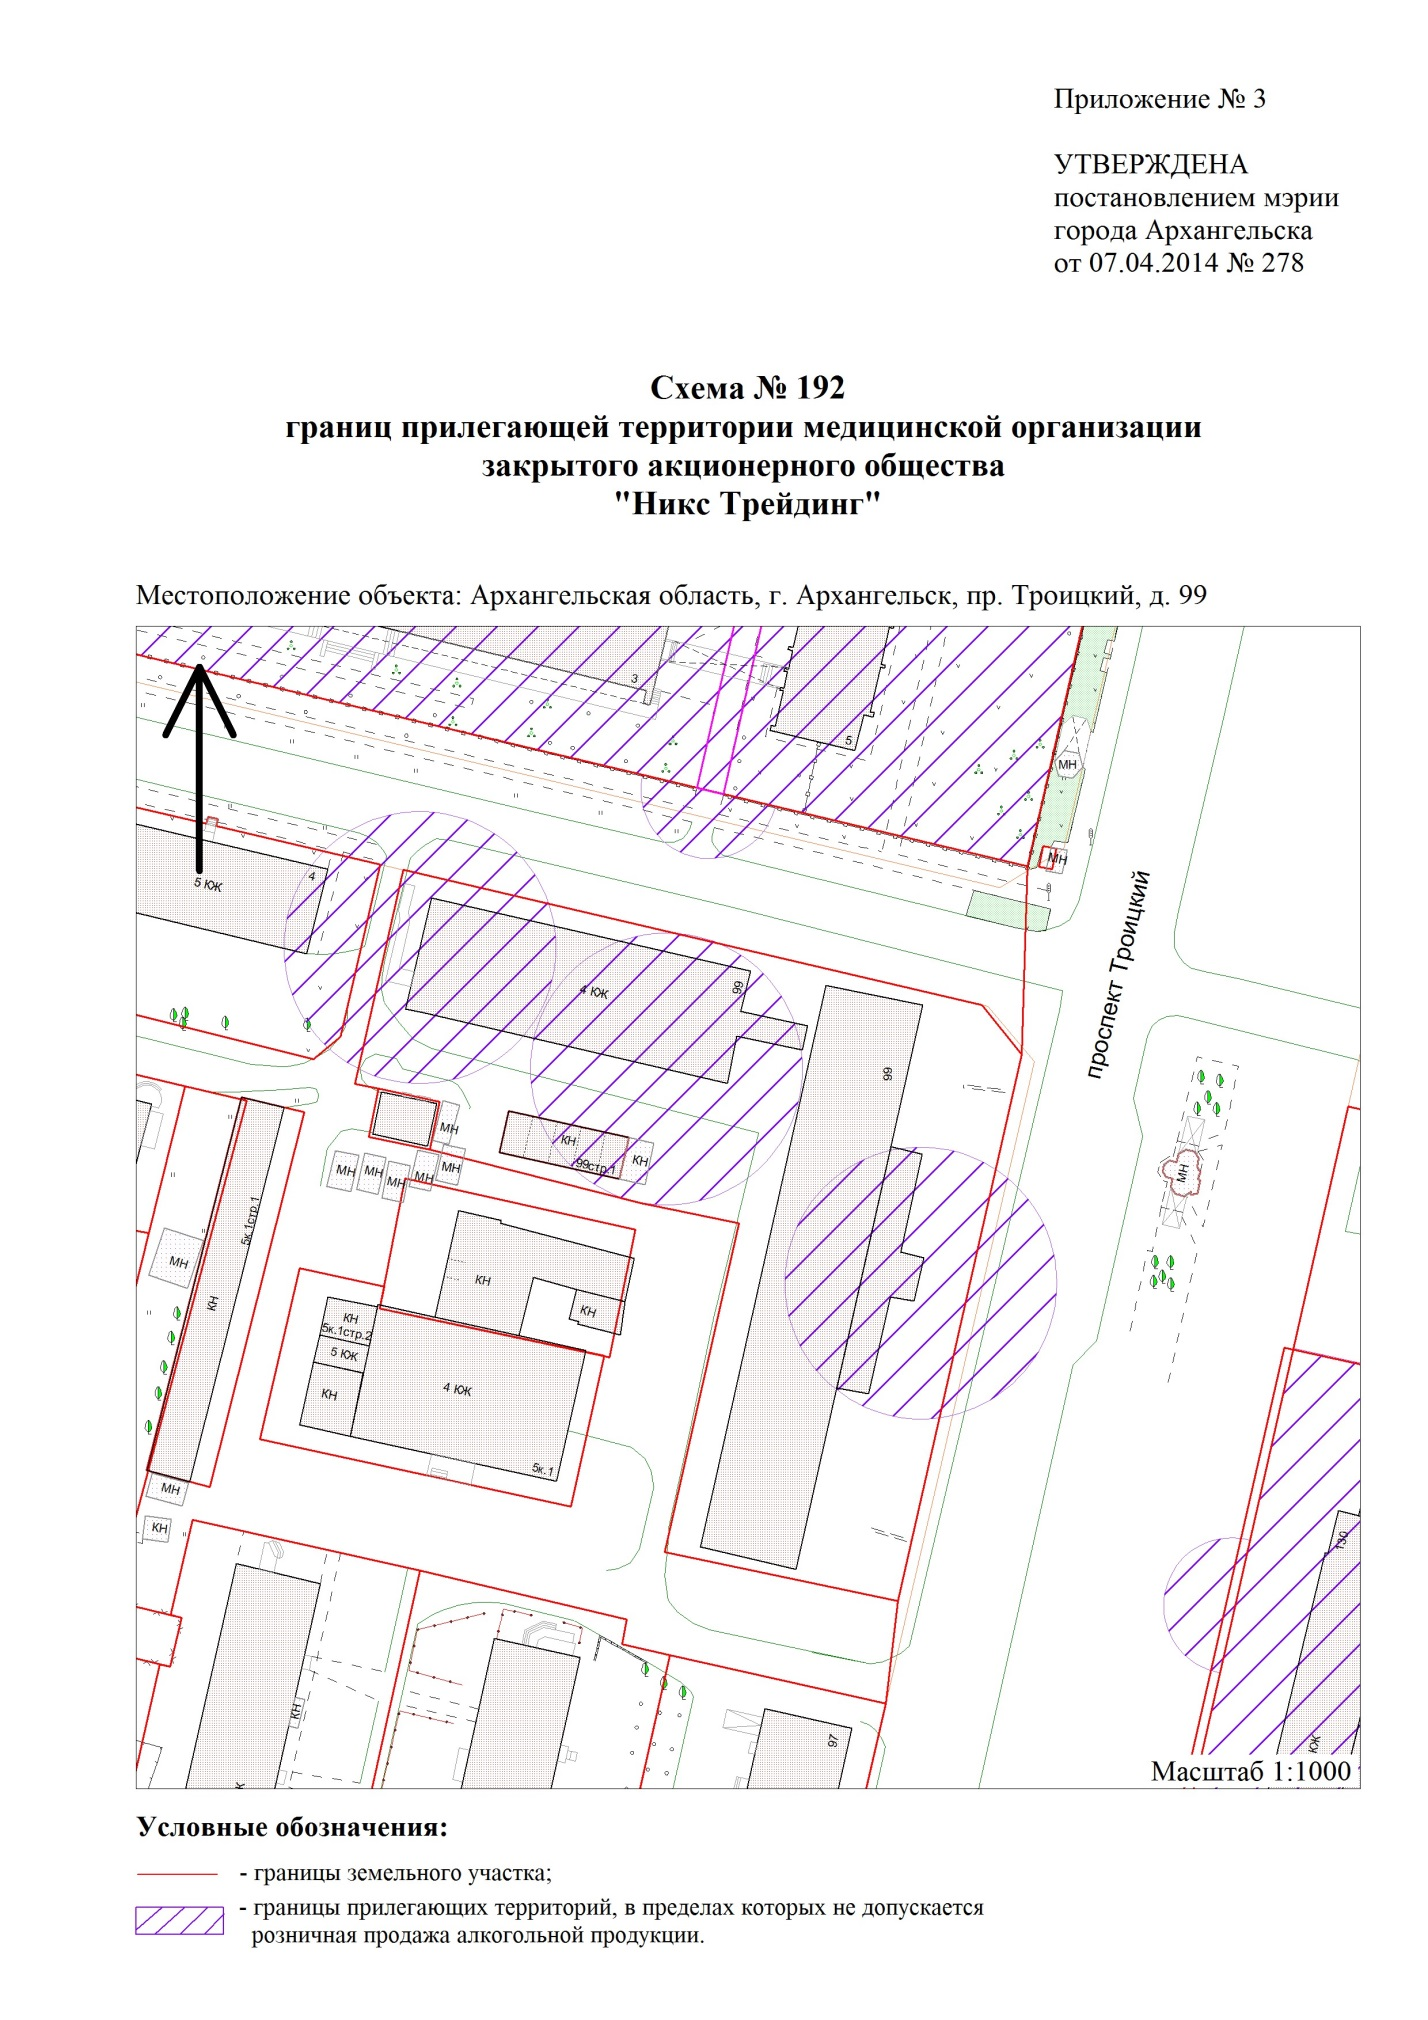 Приложение № 3
УТВЕРЖДЕНА
постановлением мэрии
города Архангельска
от 07.04.2014 № 278
Схема № 192
границ прилегающей территории медицинской организации
закрытого акционерного общества
"Никс Трейдинг"
Местоположение объекта: Архангельская область, г. Архангельск, пр. Троицкий, д. 99
3
5
МН
МН
4
5 КЖ
проспект Троицкий
4 КЖ
99
99
МН
КН
99стр.1
КН
МН
МН
МН
МН
МН
МН
5к.1стр.1
КН
МН
КН
КН
КН
5к.1стр.2
5 КЖ
КН
4 КЖ
5к.1
МН
КН
130
КЖ
КН
К
97
Масштаб 1:1000
Условные обозначения:
- границы земельного участка;
- границы прилегающих территорий, в пределах которых не допускается
розничная продажа алкогольной продукции.